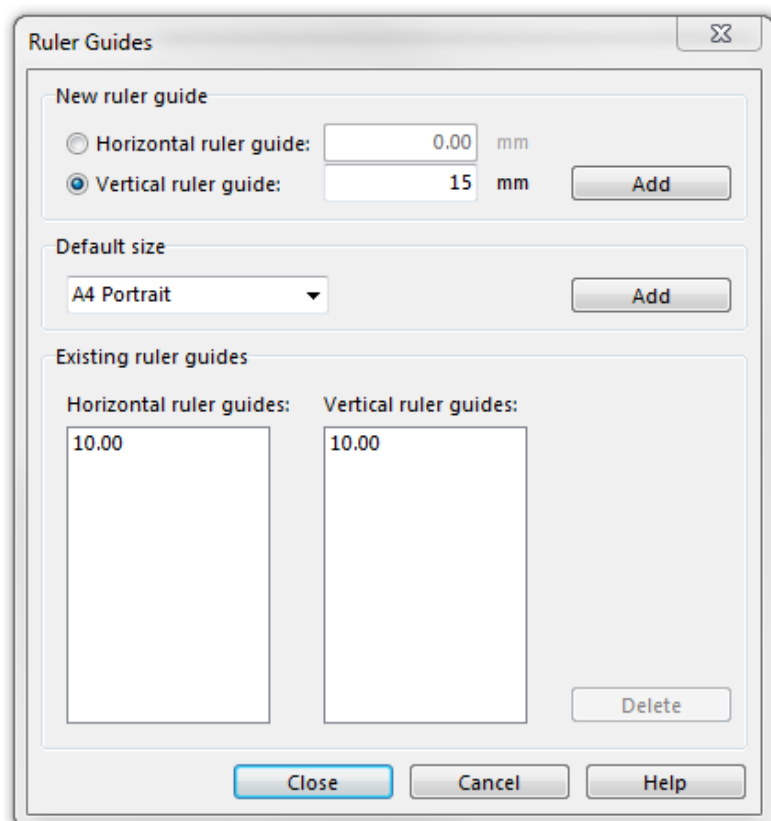 Ruler Guides
New ruler guide
Horizontal ruler guide: 0.00 mm
Vertical ruler guide: 15 mm Add
Default size
A4 Portrait Add
Existing ruler guides
Horizontal ruler guides: Vertical ruler guides:
10.00 10.00
Delete
Close Cancel Help